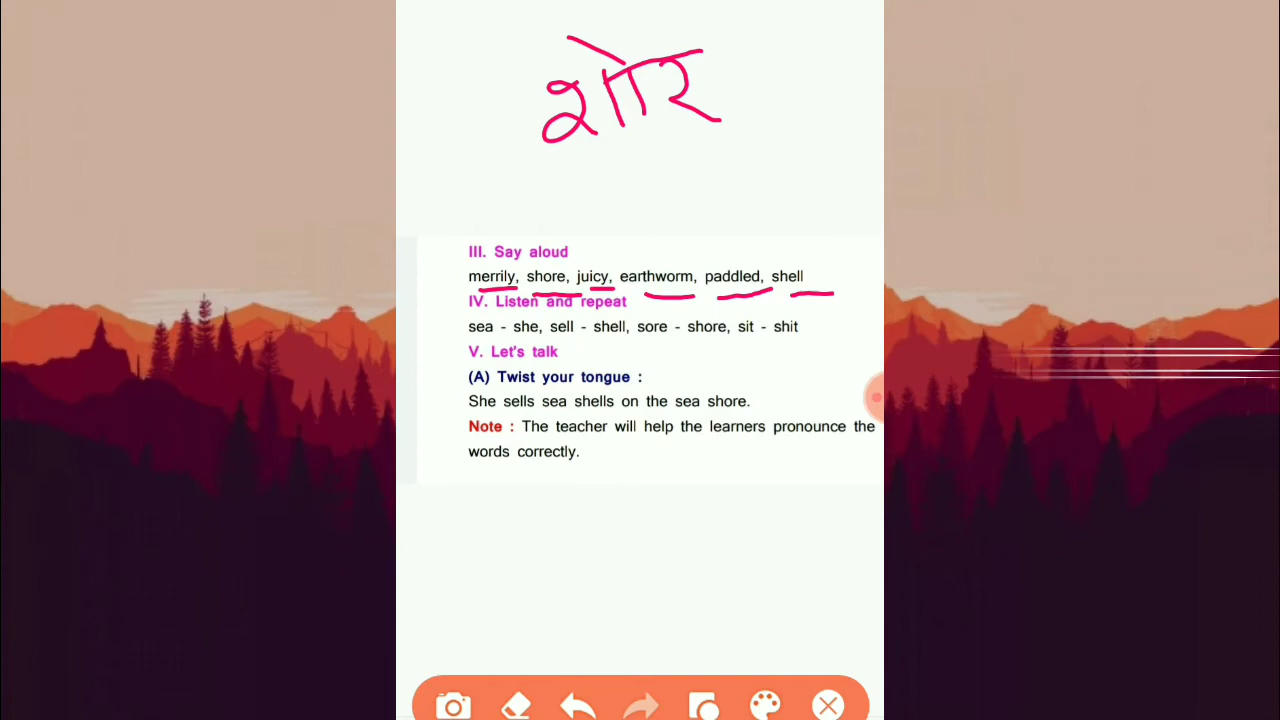 शोर
III. Say aloud
merrily, shore, juicy, earthworm, paddled, shell
IV. Listen and repeat
sea - she, sell - shell, sore - shore, sit - shit
V. Let's talk
(A) Twist your tongue :
She sells sea shells on the sea shore.
Note : The teacher will help the learners pronounce the
words correctly.